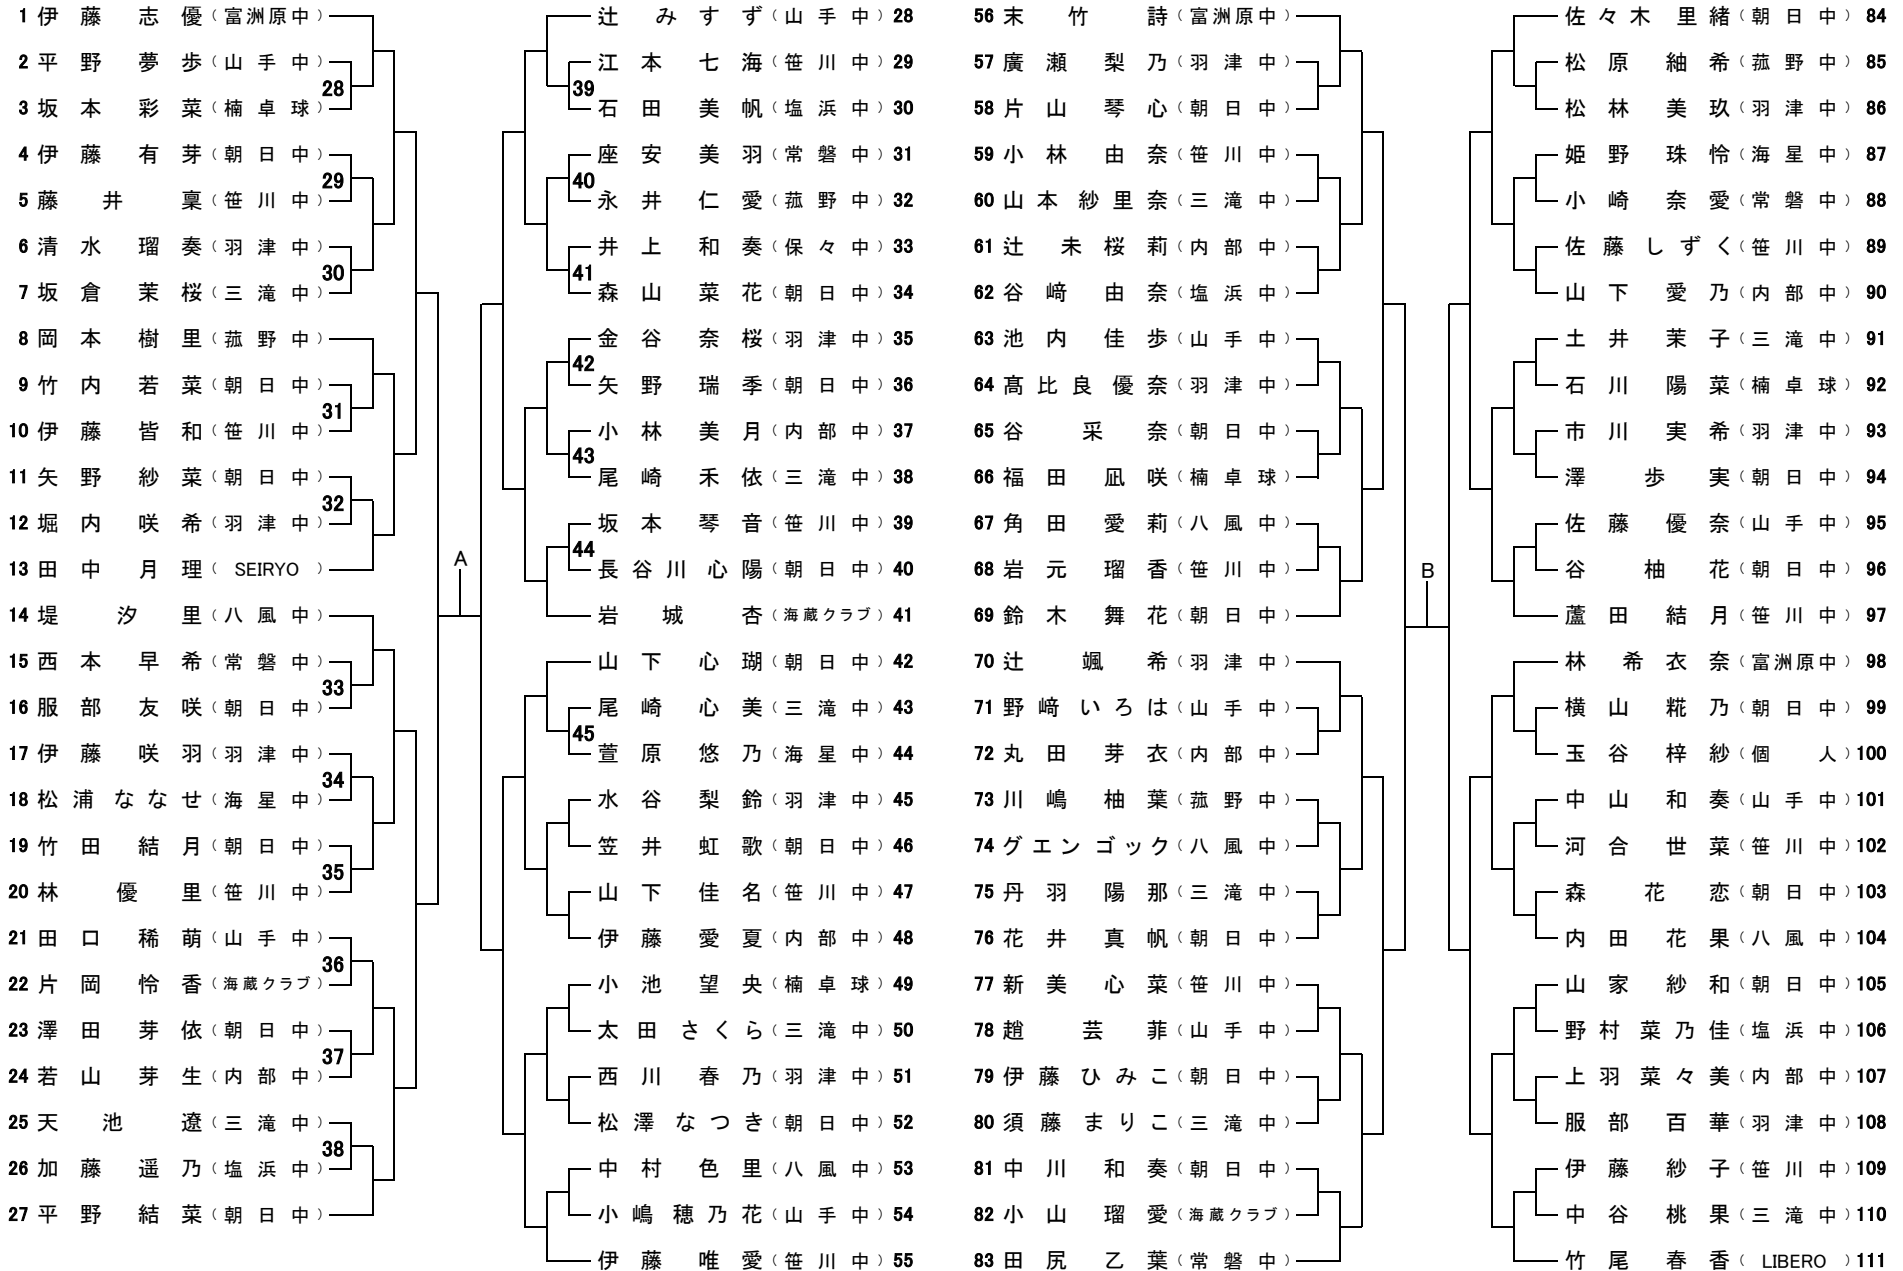 1 伊藤 志優（富洲原中）
2 平野 夢歩（山手中）
28
3 坂本 彩菜（楠卓球）
4 伊藤 有芽（朝日中）
29
5 藤井 稟（笹川中）
6 清水 瑠奏（羽津中）
30
7 坂倉 茉桜（三滝中）
8 岡本 樹里（菰野中）
9 竹内 若菜（朝日中）
31
10 伊藤 皆和（笹川中）
11 矢野 紗菜（朝日中）
32
12 堀内 咲希（羽津中）
13 田中 月理（SEIRYO）
14 堤 汐里（八風中）
15 西本 早希（常磐中）
33
16 服部 友咲（朝日中）
17 伊藤 咲羽（羽津中）
34
18 松浦 ななせ（海星中）
19 竹田 結月（朝日中）
35
20 林 優里（笹川中）
21 田口 稀萌（山手中）
36
22 片岡 怜香（海蔵クラブ）
23 澤田 芽依（朝日中）
37
24 若山 芽生（内部中）
25 天池 遼（三滝中）
38
26 加藤 遥乃（塩浜中）
27 平野 結菜（朝日中）
A
辻 みすず（山手中）28
江本 七海（笹川中）29
39
石田 美帆（塩浜中）30
座安 美羽（常磐中）31
40
永井 仁愛（菰野中）32
井上 和奏（保々中）33
41
森山 菜花（朝日中）34
金谷 奈桜（羽津中）35
42
矢野 瑞季（朝日中）36
小林 美月（内部中）37
43
尾崎 禾依（三滝中）38
坂本 琴音（笹川中）39
44
長谷川 心陽（朝日中）40
岩城 杏（海蔵クラブ）41
山下 心瑚（朝日中）42
尾崎 心美（三滝中）43
45
萱原 悠乃（海星中）44
水谷 梨鈴（羽津中）45
笠井 虹歌（朝日中）46
山下 佳名（笹川中）47
伊藤 愛夏（内部中）48
小池 望央（楠卓球）49
太田 さくら（三滝中）50
西川 春乃（羽津中）51
松澤 なつき（朝日中）52
中村 色里（八風中）53
小嶋 穂乃花（山手中）54
伊藤 唯愛（笹川中）55
56 末竹 詩（富洲原中）
57 廣瀬 梨乃（羽津中）
58 片山 琴心（朝日中）
59 小林 由奈（笹川中）
60 山本 紗里奈（三滝中）
61 辻 未桜莉（内部中）
62 谷﨑 由奈（塩浜中）
63 池内 佳歩（山手中）
64 髙比良 優奈（羽津中）
65 谷 采奈（朝日中）
66 福田 凪咲（楠卓球）
67 角田 愛莉（八風中）
68 岩元 瑠香（笹川中）
69 鈴木 舞花（朝日中）
70 辻 颯希（羽津中）
71 野﨑 いろは（山手中）
72 丸田 芽衣（内部中）
73 川嶋 柚葉（菰野中）
74 グエン ゴック（八風中）
75 丹羽 陽那（三滝中）
76 花井 真帆（朝日中）
77 新美 心菜（笹川中）
78 趙 芸菲（山手中）
79 伊藤 ひみこ（朝日中）
80 須藤 まりこ（三滝中）
81 中川 和奏（朝日中）
82 小山 瑠愛（海蔵クラブ）
83 田尻 乙葉（常磐中）
B
佐々木 里緒（朝日中）84
松原 紬希（菰野中）85
松林 美玖（羽津中）86
姫野 珠怜（海星中）87
小崎 奈愛（常磐中）88
佐藤 しずく（笹川中）89
山下 愛乃（内部中）90
土井 茉子（三滝中）91
石川 陽菜（楠卓球）92
市川 実希（羽津中）93
澤 歩実（朝日中）94
佐藤 優奈（山手中）95
谷 柚花（朝日中）96
蘆田 結月（笹川中）97
林 希衣奈（富洲原中）98
横山 糀乃（朝日中）99
玉谷 梓紗（個人）100
中山 和奏（山手中）101
河合 世菜（笹川中）102
森 花恋（朝日中）103
内田 花果（八風中）104
山家 紗和（朝日中）105
野村 菜乃佳（塩浜中）106
上羽 菜々美（内部中）107
服部 百華（羽津中）108
伊藤 紗子（笹川中）109
中谷 桃果（三滝中）110
竹尾 春香（LIBERO）111